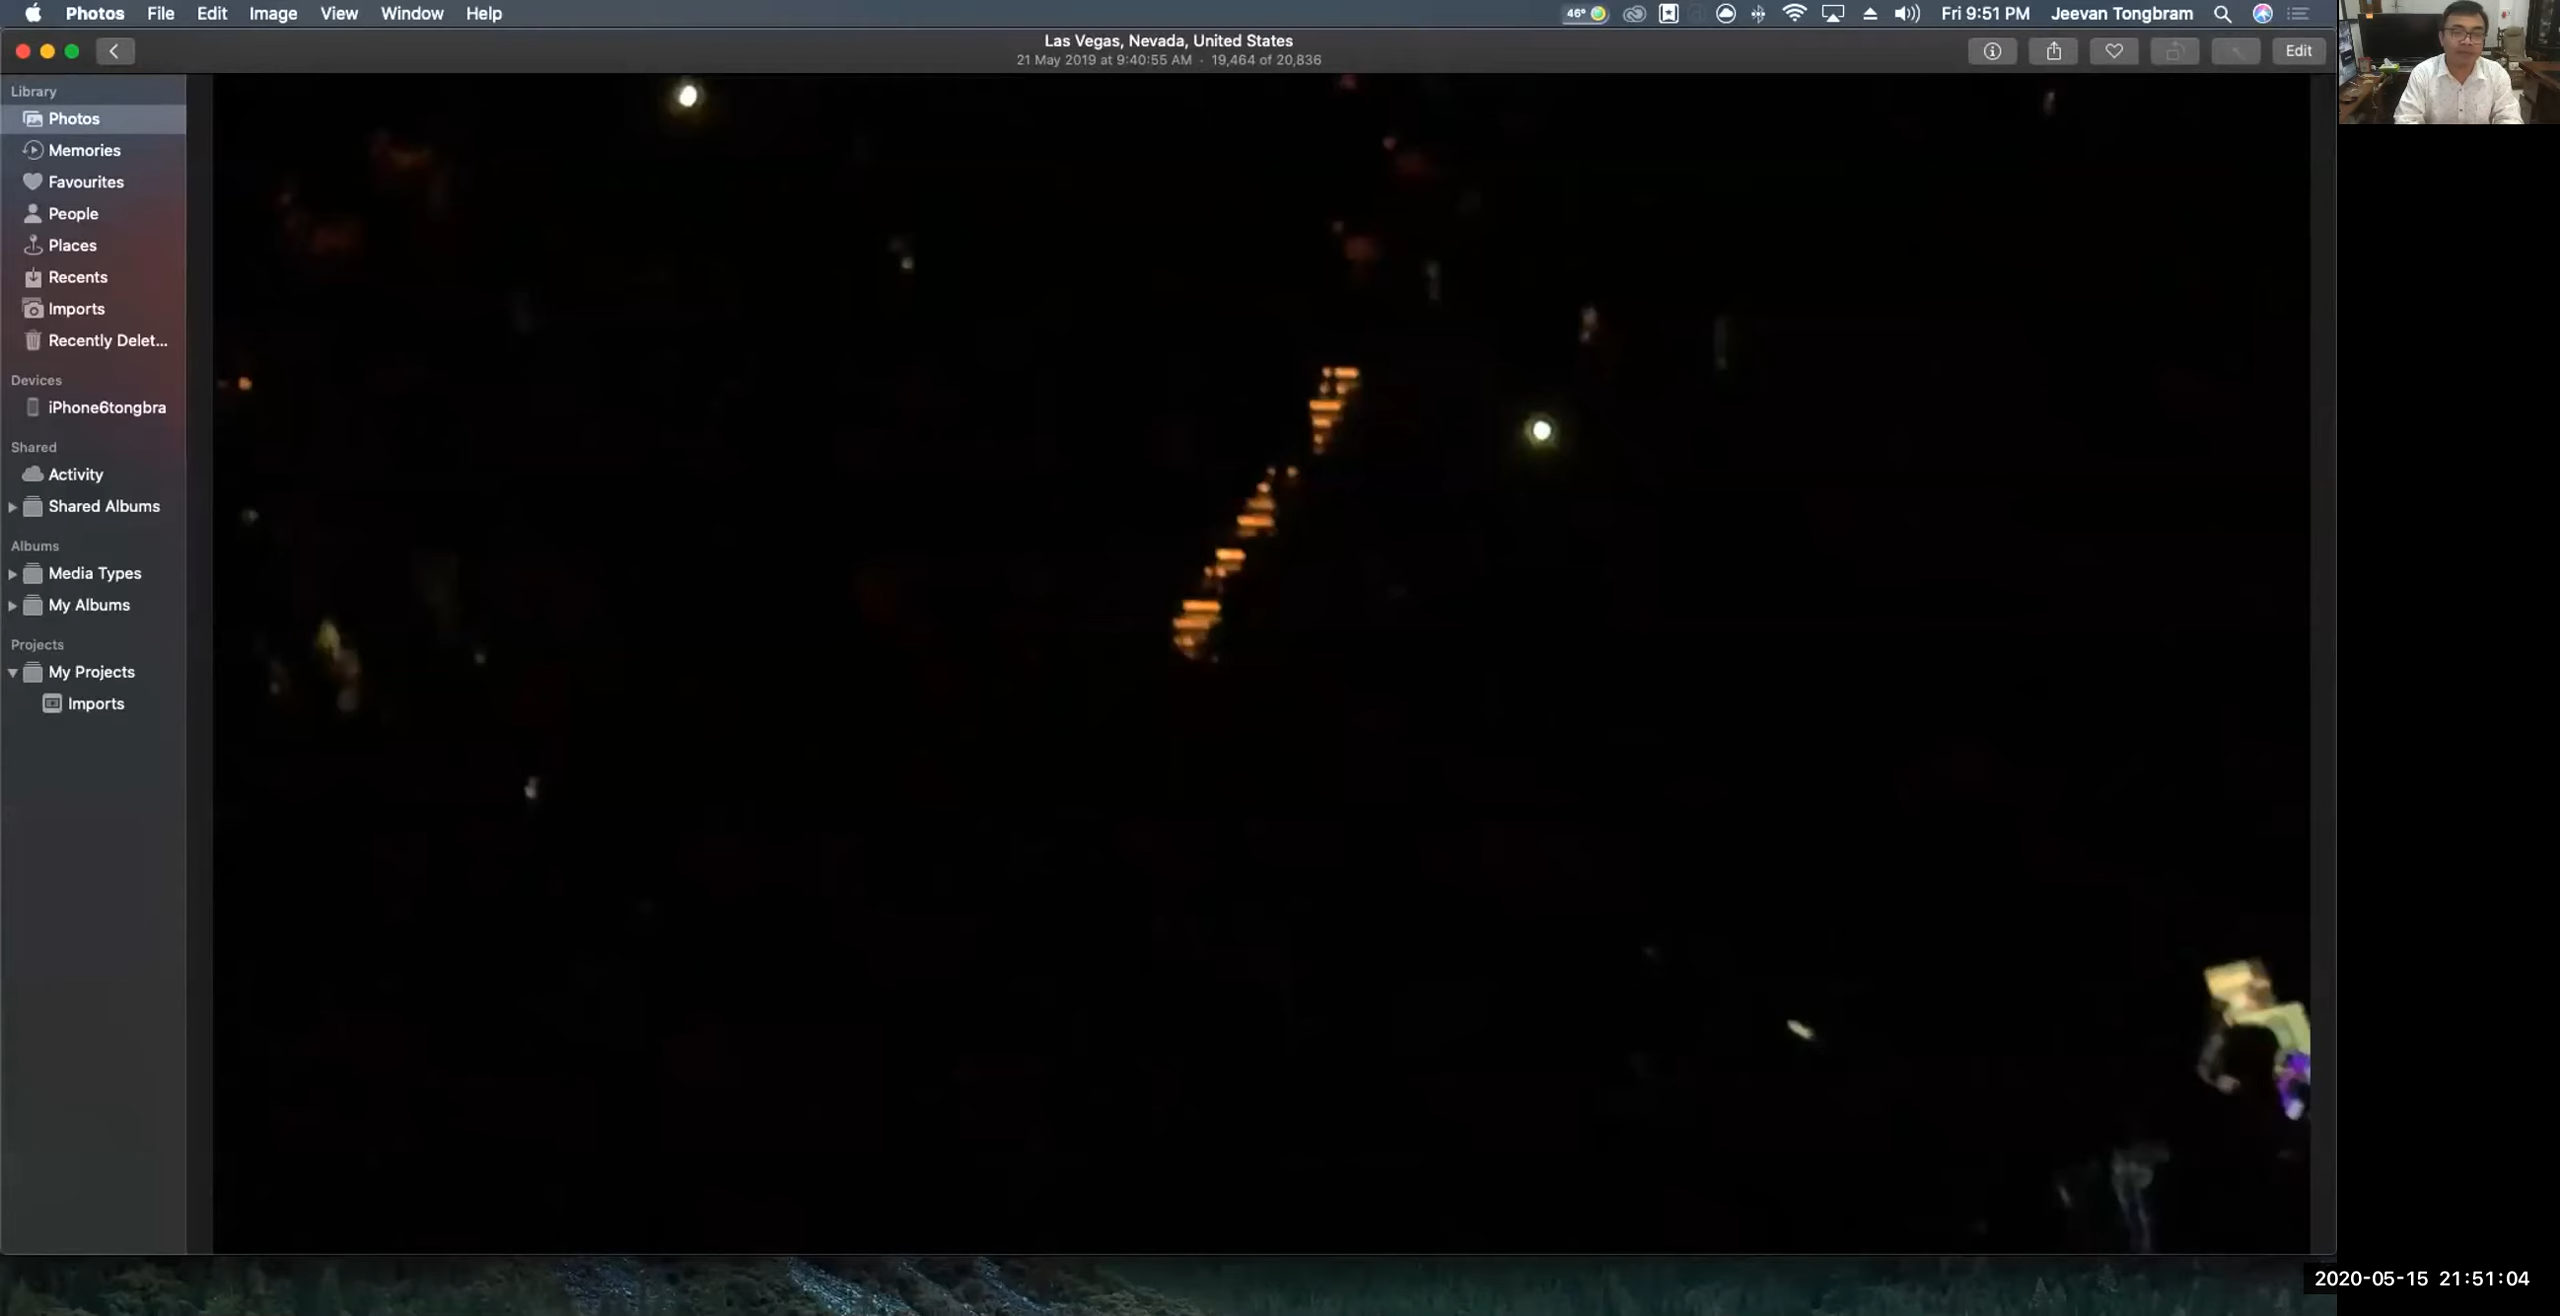 Photos File Edit Image View Window Help
46° Fri 9:51 PM Jeevan Tongbram
Las Vegas, Nevada, United States
21 May 2019 at 9:40:55 AM · 19,464 of 20,836
Edit
Library
Photos
Memories
Favourites
People
Places
Recents
Imports
Recently Delet...
Devices
iPhone6tongbra
Shared
Activity
Shared Albums
Albums
Media Types
My Albums
Projects
My Projects
Imports
2020-05-15 21:51:04